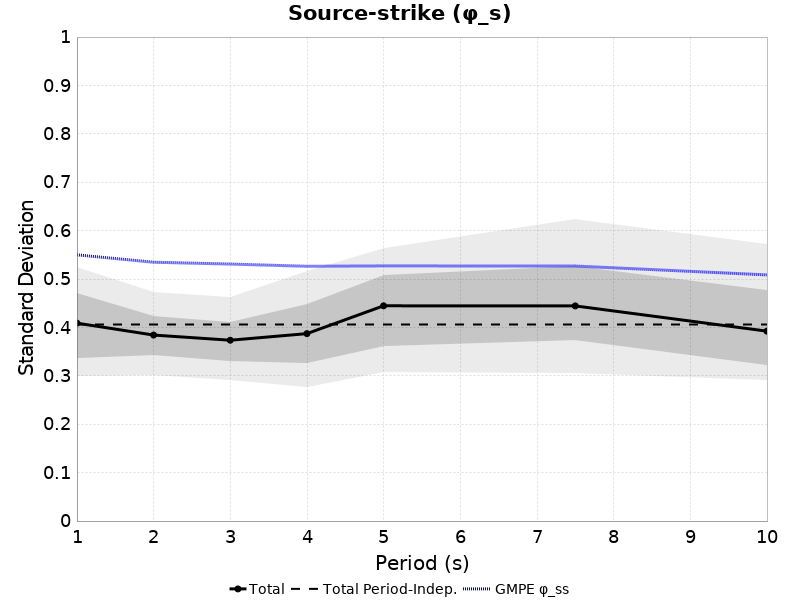 Source-strike (φ_s)
Standard Deviation
1
0.9
0.8
0.7
0.6
0.5
0.4
0.3
0.2
0.1
0
1 2 3 4 5 6 7 8 9 10
Period (s)
Total Total Period-Indep. GMPE φ_ss